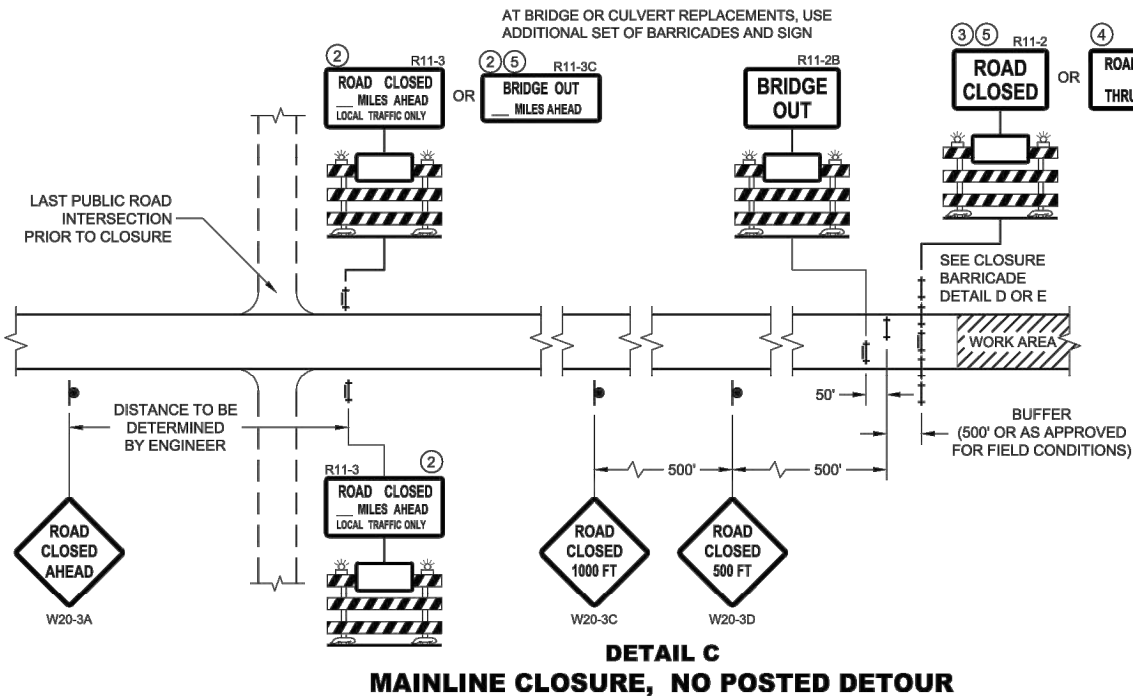 AT BRIDGE OR CULVERT REPLACEMENTS, USE
ADDITIONAL SET OF BARRICADES AND SIGN
2
R11-3
ROAD CLOSED
__ MILES AHEAD
LOCAL TRAFFIC ONLY
OR
2 5
R11-3C
BRIDGE OUT
__ MILES AHEAD
R11-2B
BRIDGE
OUT
3 5
R11-2
ROAD
CLOSED
OR
4
THRU
LAST PUBLIC ROAD
INTERSECTION
PRIOR TO CLOSURE
SEE CLOSURE
BARRICADE
DETAIL D OR E
WORK AREA
DISTANCE TO BE
DETERMINED
BY ENGINEER
50'
BUFFER
(500' OR AS APPROVED
FOR FIELD CONDITIONS)
500'
500'
R11-3
2
ROAD CLOSED
__ MILES AHEAD
LOCAL TRAFFIC ONLY
ROAD
CLOSED
AHEAD
W20-3A
ROAD
CLOSED
1000 FT
W20-3C
ROAD
CLOSED
500 FT
W20-3D
DETAIL C
MAINLINE CLOSURE, NO POSTED DETOUR